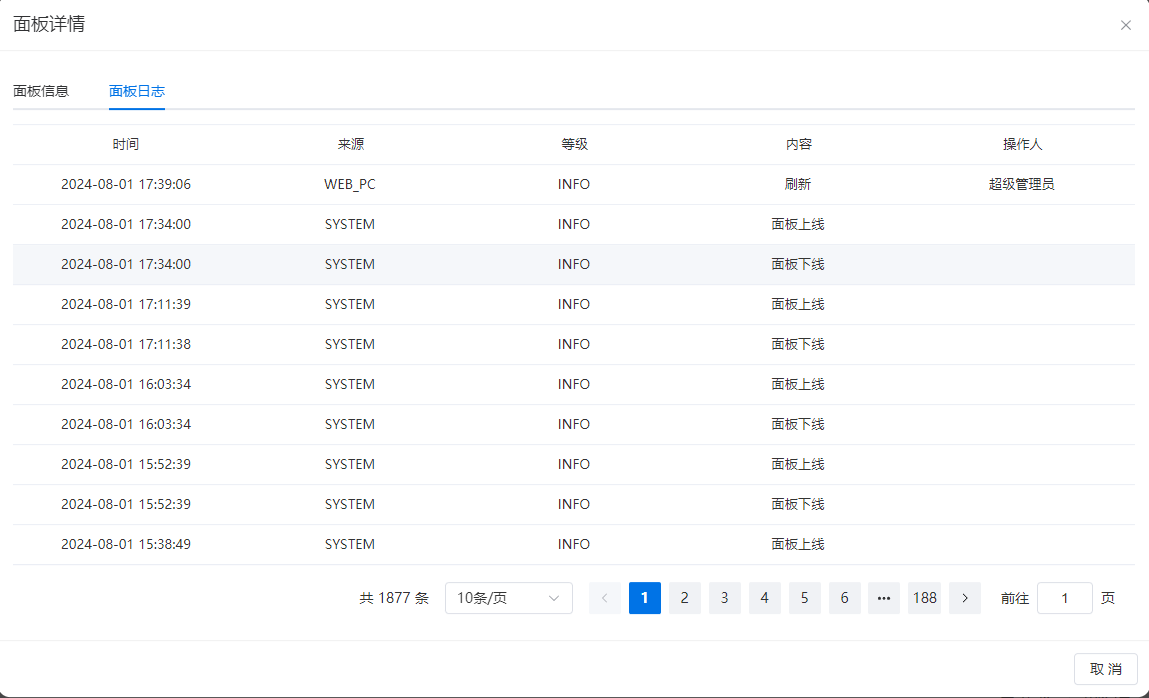 面板详情
面板信息 面板日志
时间 来源 等级 内容 操作人
2024-08-01 17:39:06 WEB_PC INFO 刷新 超级管理员
2024-08-01 17:34:00 SYSTEM INFO 面板上线
2024-08-01 17:34:00 SYSTEM INFO 面板下线
2024-08-01 17:11:39 SYSTEM INFO 面板上线
2024-08-01 17:11:38 SYSTEM INFO 面板下线
2024-08-01 16:03:34 SYSTEM INFO 面板上线
2024-08-01 16:03:34 SYSTEM INFO 面板下线
2024-08-01 15:52:39 SYSTEM INFO 面板上线
2024-08-01 15:52:39 SYSTEM INFO 面板下线
2024-08-01 15:38:49 SYSTEM INFO 面板上线
共 1877 条 10条/页 1 2 3 4 5 6 ••• 188 前往 1 页
取 消